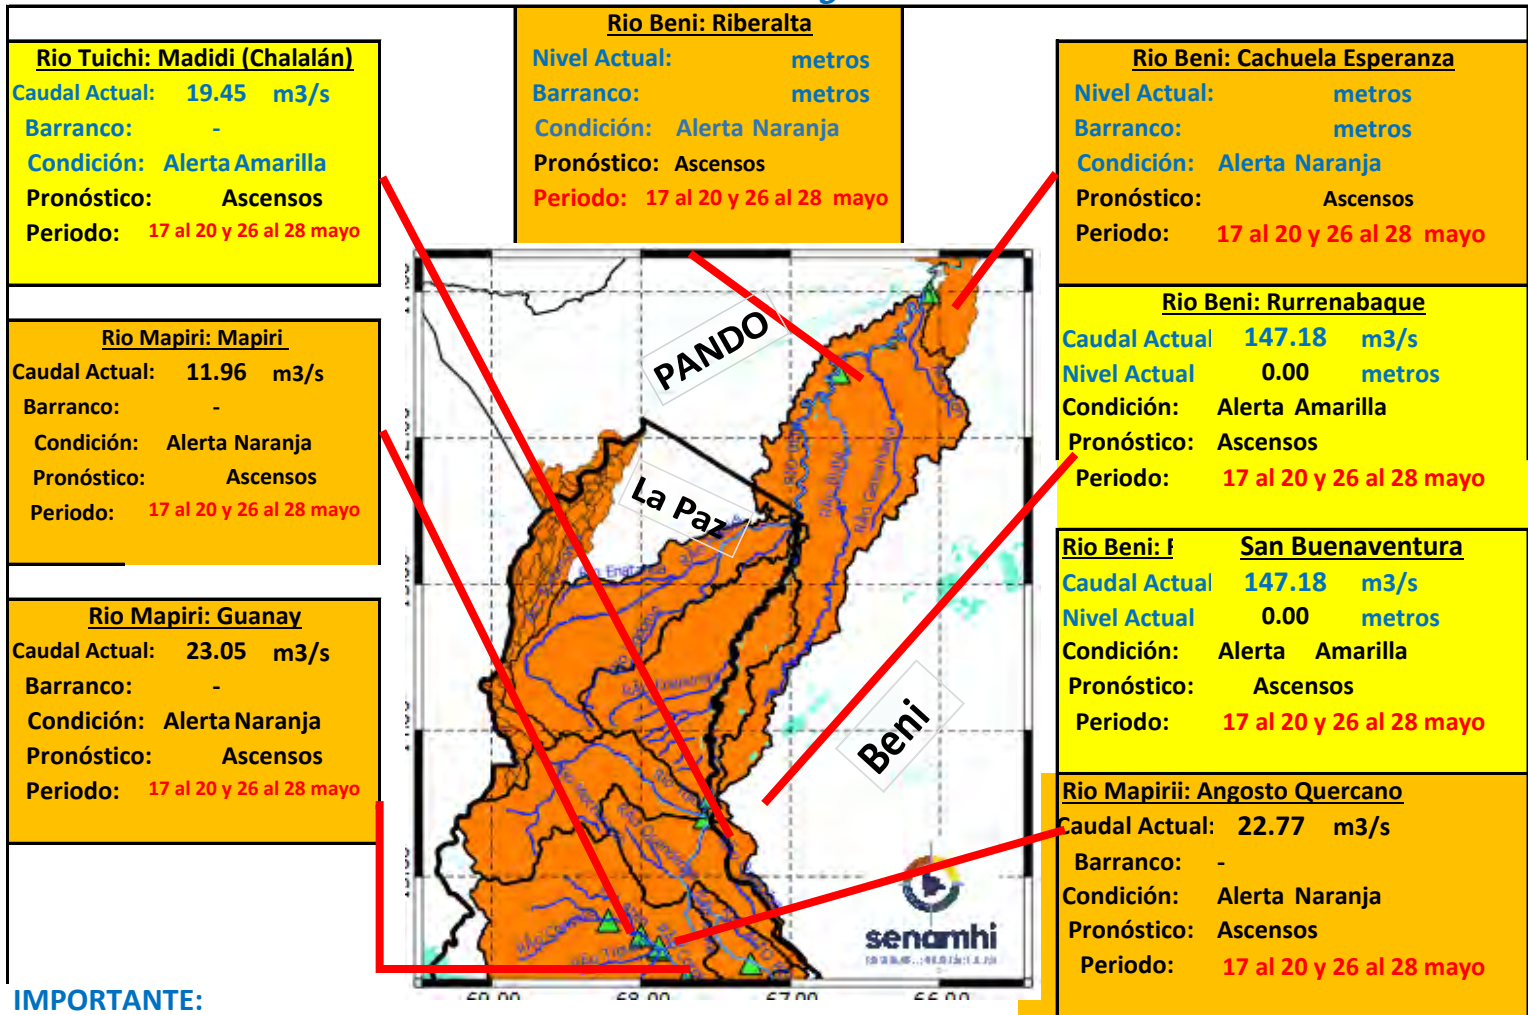 Rio Tuichi: Madidi (Chalalán)
Caudal Actual: 19.45 m3/s
Barranco: -
Condición: Alerta Amarilla
Pronóstico: Ascensos
Periodo: 17 al 20 y 26 al 28 mayo
Rio Mapiri: Mapiri
Caudal Actual: 11.96 m3/s
Barranco: -
Condición: Alerta Naranja
Pronóstico: Ascensos
Periodo: 17 al 20 y 26 al 28 mayo
Rio Mapiri: Guanay
Caudal Actual: 23.05 m3/s
Barranco: -
Condición: Alerta Naranja
Pronóstico: Ascensos
Periodo: 17 al 20 y 26 al 28 mayo
Rio Beni: Riberalta
Nivel Actual: metros
Barranco: metros
Condición: Alerta Naranja
Pronóstico: Ascensos
Periodo: 17 al 20 y 26 al 28 mayo
PANDO
La Paz
Beni
senamhi
68.00
67.00
66.00
Rio Beni: Cachuela Esperanza
Nivel Actual: metros
Barranco: metros
Condición: Alerta Naranja
Pronóstico: Ascensos
Periodo: 17 al 20 y 26 al 28 mayo
Rio Beni: Rurrenabaque
Caudal Actual 147.18 m3/s
Nivel Actual 0.00 metros
Condición: Alerta Amarilla
Pronóstico: Ascensos
Periodo: 17 al 20 y 26 al 28 mayo
Rio Beni: San Buenaventura
Caudal Actual 147.18 m3/s
Nivel Actual 0.00 metros
Condición: Alerta Amarilla
Pronóstico: Ascensos
Periodo: 17 al 20 y 26 al 28 mayo
Rio Mapirii: Angosto Quercano
Caudal Actual: 22.77 m3/s
Barranco: -
Condición: Alerta Naranja
Pronóstico: Ascensos
Periodo: 17 al 20 y 26 al 28 mayo
IMPORTANTE: